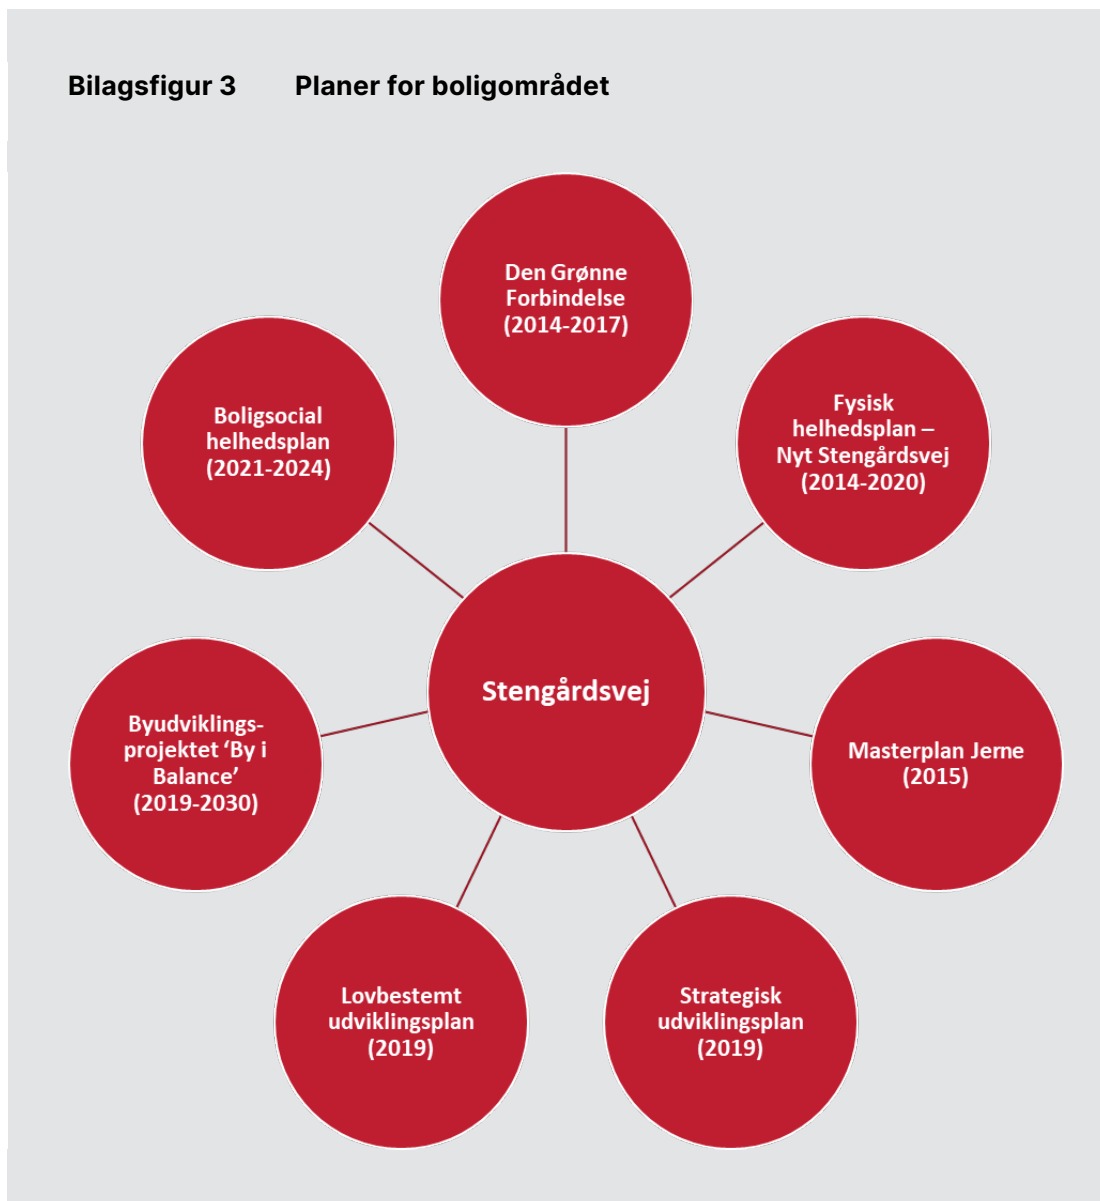 Bilagsfigur 3 Planer for boligområdet
Den Grønne
Forbindelse
(2014-2017)
Fysisk
helhedsplan –
Nyt Stengårdsvej
(2014-2020)
Masterplan Jerne
(2015)
Strategisk
udviklingsplan
(2019)
Lovbestemt
udviklingsplan
(2019)
Byudviklings-
projektet ‘By i
Balance’
(2019-2030)
Boligsocial
helhedsplan
(2021-2024)
Stengårdsvej